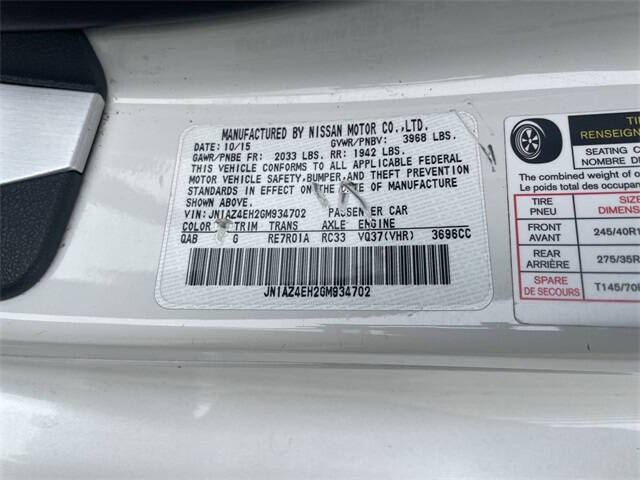 MANUFACTURED BY NISSAN MOTOR CO.,LTD.
DATE: 10/15 GVWR/PNBV: 3968 LBS.
GAWR/PNBE FR: 2033 LBS. RR: 1942 LBS.
THIS VEHICLE CONFORMS TO ALL APPLICABLE FEDERAL
MOTOR VEHICLE SAFETY, BUMPER, AND THEFT PREVENTION
STANDARDS IN EFFECT ON THE DATE OF MANUFACTURE
SHOWN ABOVE.
VIN: JN1AZ4EH2GM934702 PASSENGER CAR
COLOR TRIM TRANS AXLE ENGINE
QAB G RE7R01A RC33 VQ37(VHR) 3696CC
JN1AZ4EH2GM934702
TI
RENSEIGN
SEATING C
NOMBRE D
The combined weight of o
Le poids total des occupa
TIRE SIZE
PNEU DIMENS
FRONT 245/40R1
AVANT
REAR 275/35R
ARRIÈRE
SPARE T145/70
DE SECOURS